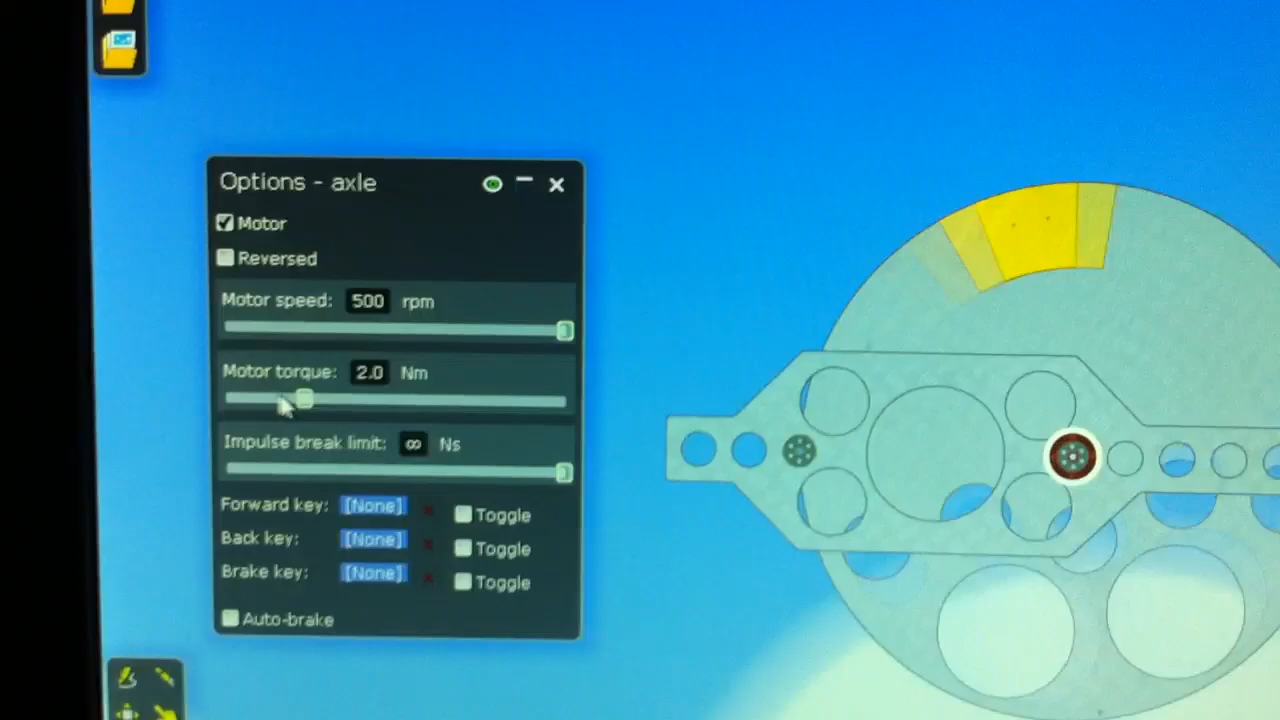 Options - axle
Motor
Reversed
Motor speed: 500 rpm
Motor torque: 2.0 Nm
Impulse break limit: ∞ Ns
Forward key: [None] x Toggle
Back key: [None] x Toggle
Brake key: [None] x Toggle
Auto-brake